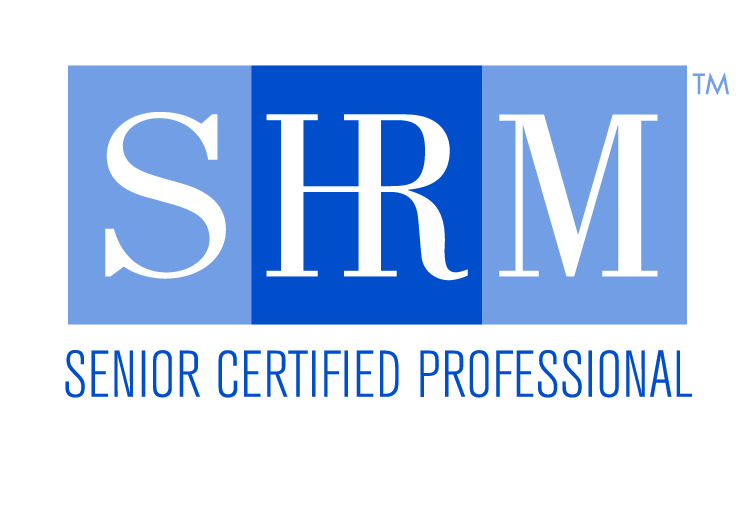 SHRM™
SENIOR CERTIFIED PROFESSIONAL